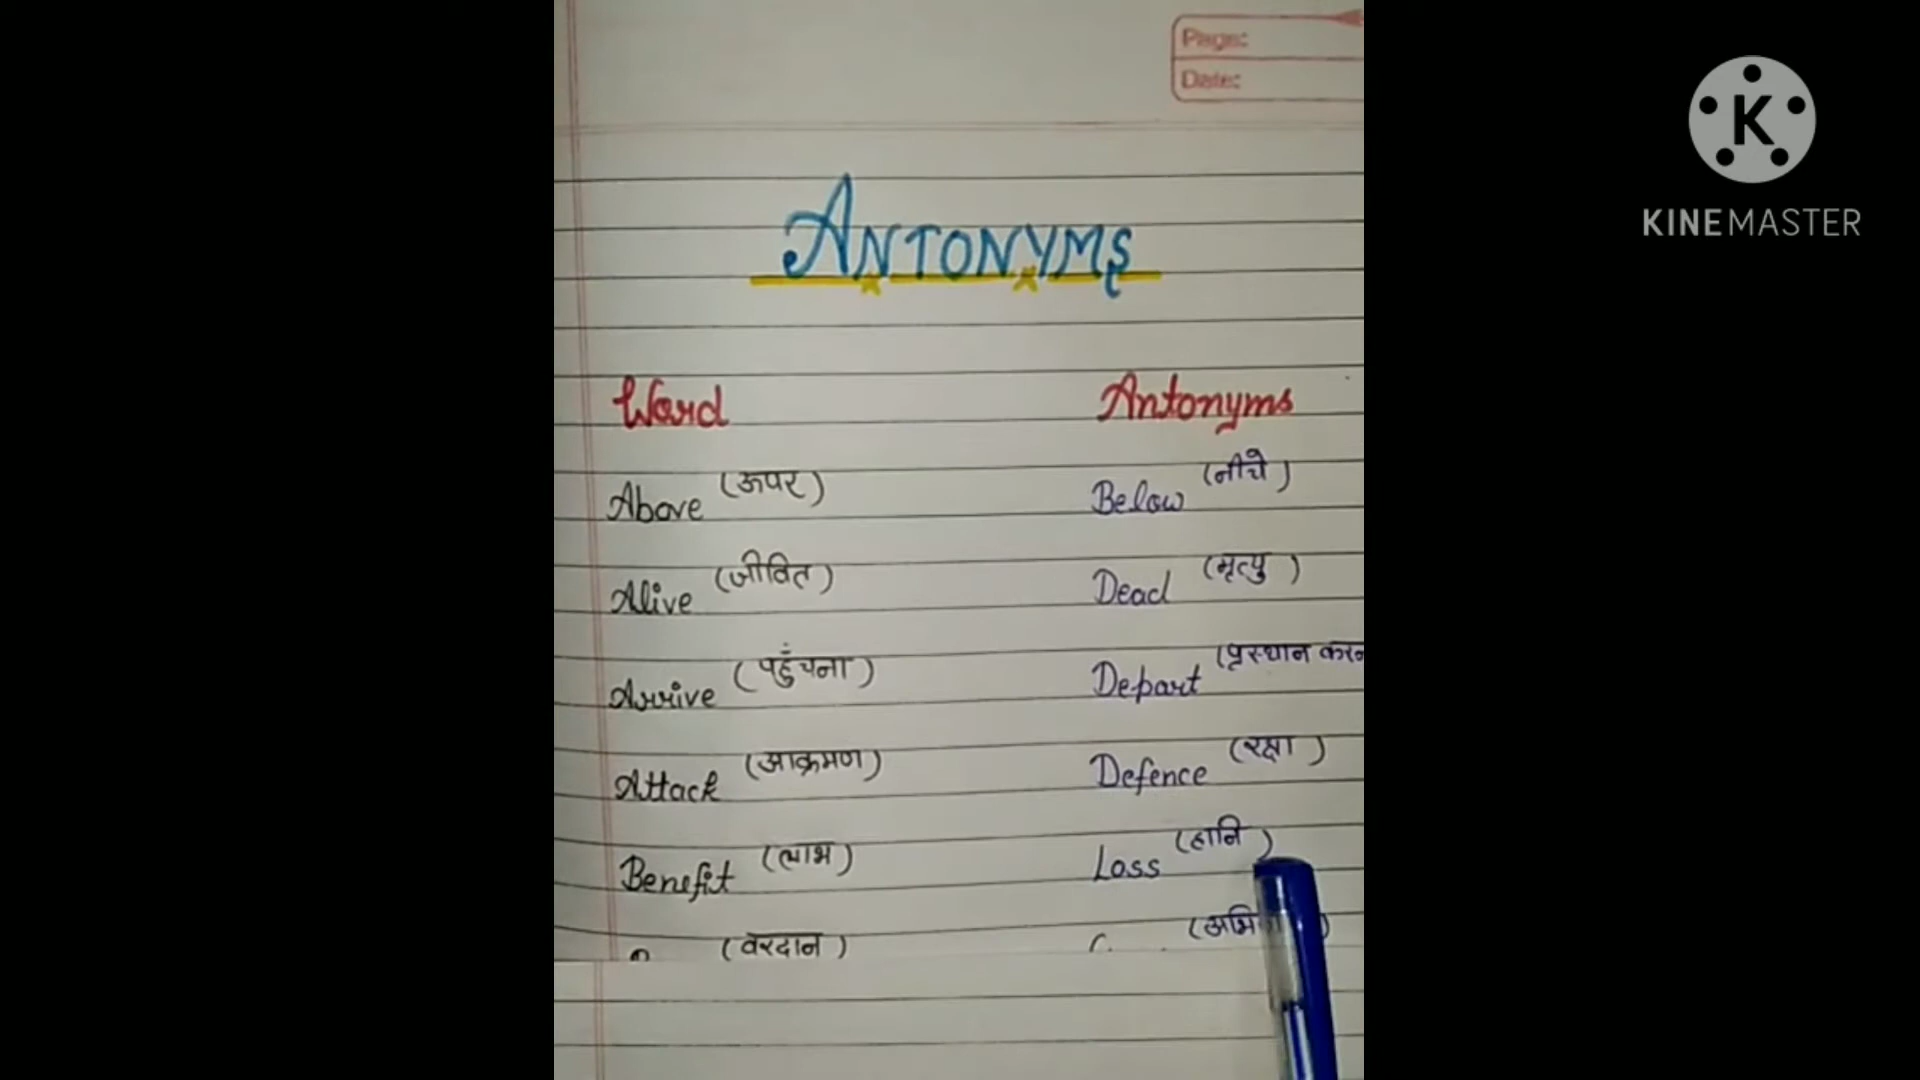 Page:
Date:
KINEMASTER
ANTONYMS
Word Antonyms
Above (ऊपर) Below (नीचे)
Alive (जीवित) Dead (मृत्यु)
Arrive (पहुँचना) Depart (प्रस्थान
Attack (आक्रमण) Defence (रक्षा)
Benefit (लाभ) Loss (हानि)
(वरदान)